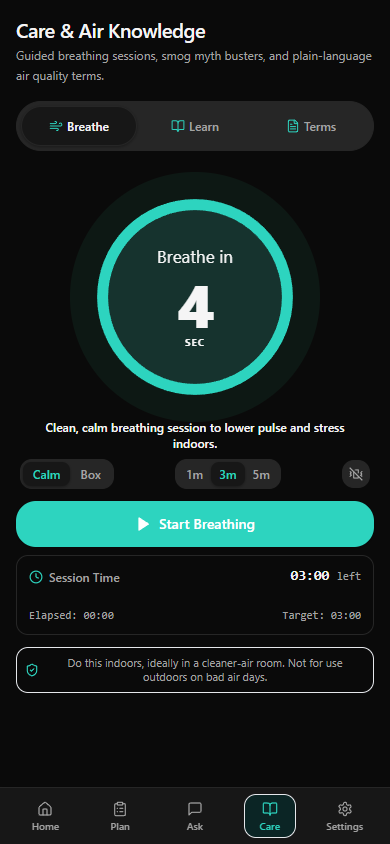 Care & Air Knowledge
Guided breathing sessions, smog myth busters, and plain-language
air quality terms.
Breathe Learn Terms
Breathe in
4
SEC
Clean, calm breathing session to lower pulse and stress
indoors.
Calm Box 1m 3m 5m
Start Breathing
Session Time 03:00 left
Elapsed: 00:00 Target: 03:00
Do this indoors, ideally in a cleaner-air room. Not for use
outdoors on bad air days.
Home Plan Ask Care Settings